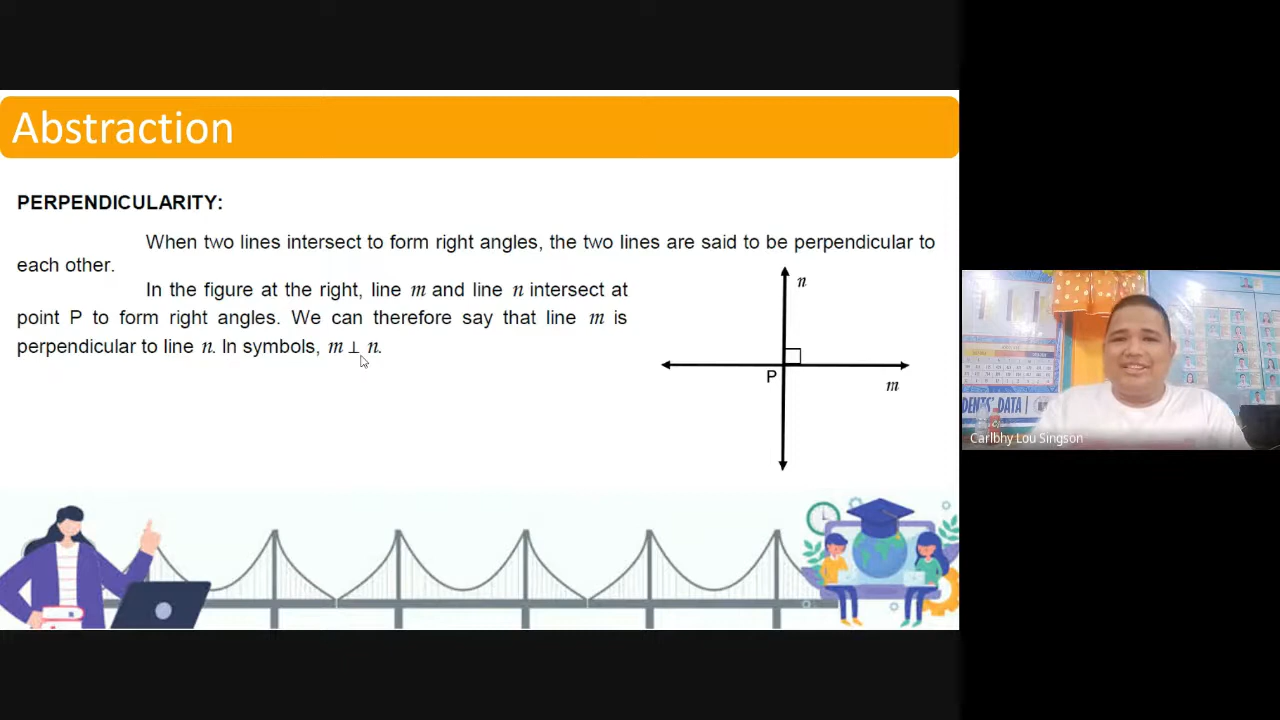 Abstraction
PERPENDICULARITY:
When two lines intersect to form right angles, the two lines are said to be perpendicular to
each other.
In the figure at the right, line m and line n intersect at
point P to form right angles. We can therefore say that line m is
perpendicular to line n. In symbols, m ⊥ n.
n
P
m
DENTS' DATA
Carlbhy Lou Singson